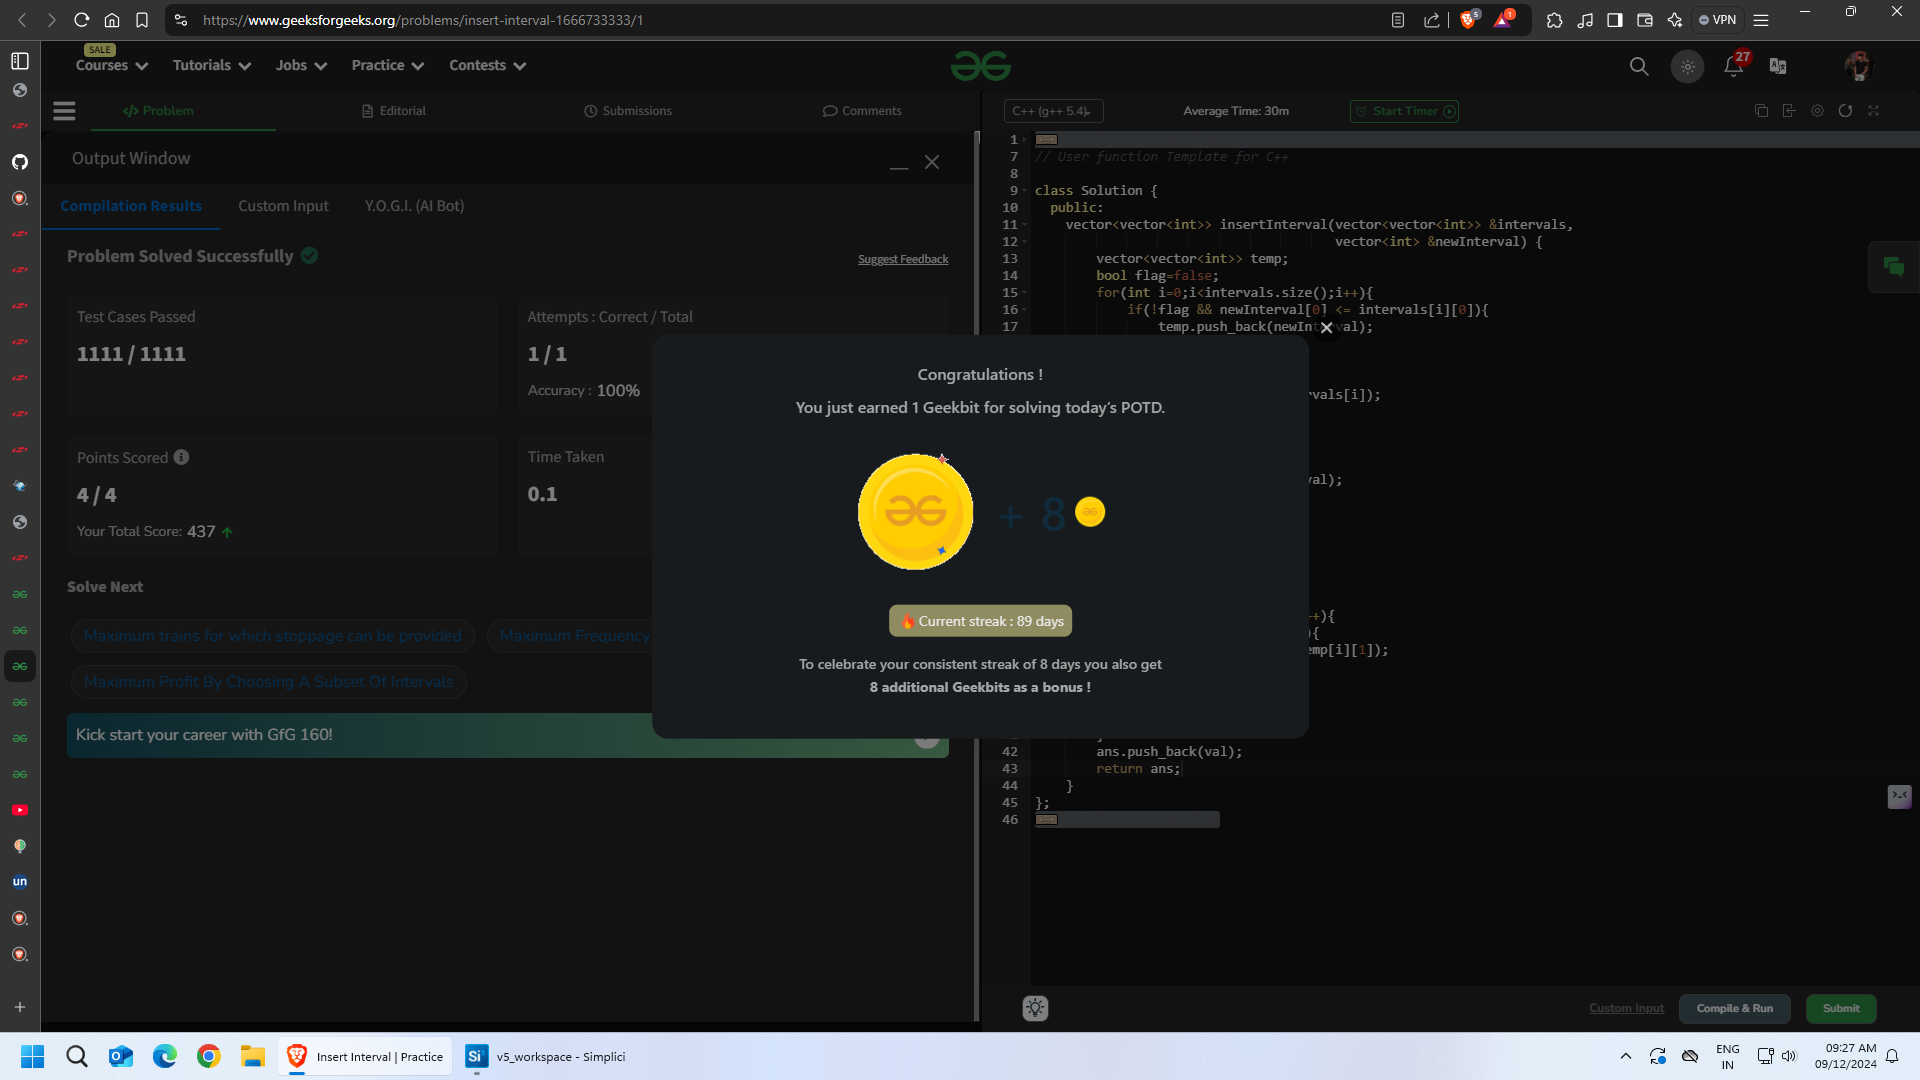 https://www.geeksforgeeks.org/problems/insert-interval-1666733333/1
5
1
VPN
SALE
Courses
Tutorials
Jobs
Practice
Contests
27
Problem
Editorial
Submissions
Comments
C++ (g++ 5.4)
Average Time: 30m
Start Timer
Output Window
Compilation Results
Custom Input
Y.O.G.I. (AI Bot)
Problem Solved Successfully
Suggest Feedback
Test Cases Passed
1111 / 1111
Attempts : Correct / Total
1 / 1
Accuracy : 100%
Points Scored
4 / 4
Your Total Score: 437
Time Taken
0.1
Solve Next
Maximum trains for which stoppage can be provided
Maximum Frequency
Maximum Profit By Choosing A Subset Of Intervals
Kick start your career with GfG 160!
Congratulations !
You just earned 1 Geekbit for solving today's POTD.
+ 8
Current streak : 89 days
To celebrate your consistent streak of 8 days you also get
8 additional Geekbits as a bonus !
1
7 // User function Template for C++
8
9 class Solution {
10 public:
11 vector<vector<int>> insertInterval(vector<vector<int>> &intervals,
12 vector<int> &newInterval) {
13 vector<vector<int>> temp;
14 bool flag=false;
15 for(int i=0;i<intervals.size();i++){
16 if(!flag && newInterval[0] <= intervals[i][0]){
17 temp.push_back(newInterval);
vals[i]);
val);
++){
){
emp[i][1]);
}
42 ans.push_back(val);
43 return ans;
44 }
45 };
46
Custom Input
Compile & Run
Submit
un
Insert Interval | Practice
Si
v5_workspace - Simplici
ENG
IN
09:27 AM
09/12/2024